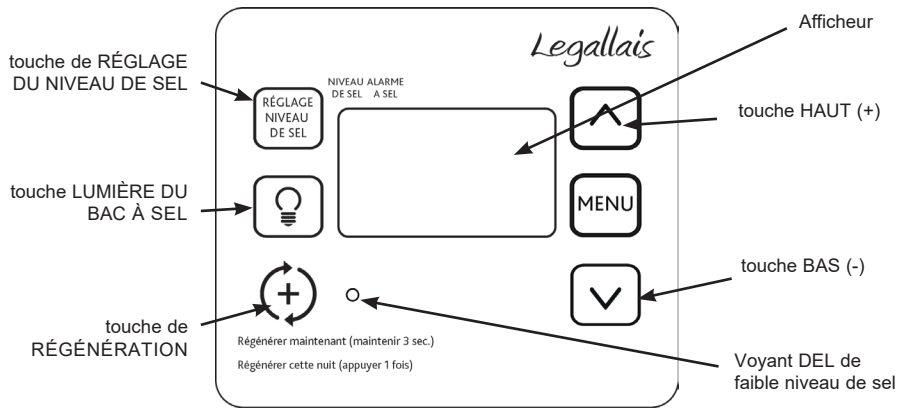 Afficheur
Legallais
touche de RÉGLAGE
DU NIVEAU DE SEL
NIVEAU ALARME
DE SEL A SEL
RÉGLAGE
NIVEAU
DE SEL
touche HAUT (+)
touche LUMIÈRE DU
BAC À SEL
MENU
touche BAS (-)
touche de
RÉGÉNÉRATION
Régénérer maintenant (maintenir 3 sec.)
Régénérer cette nuit (appuyer 1 fois)
Voyant DEL de
faible niveau de sel